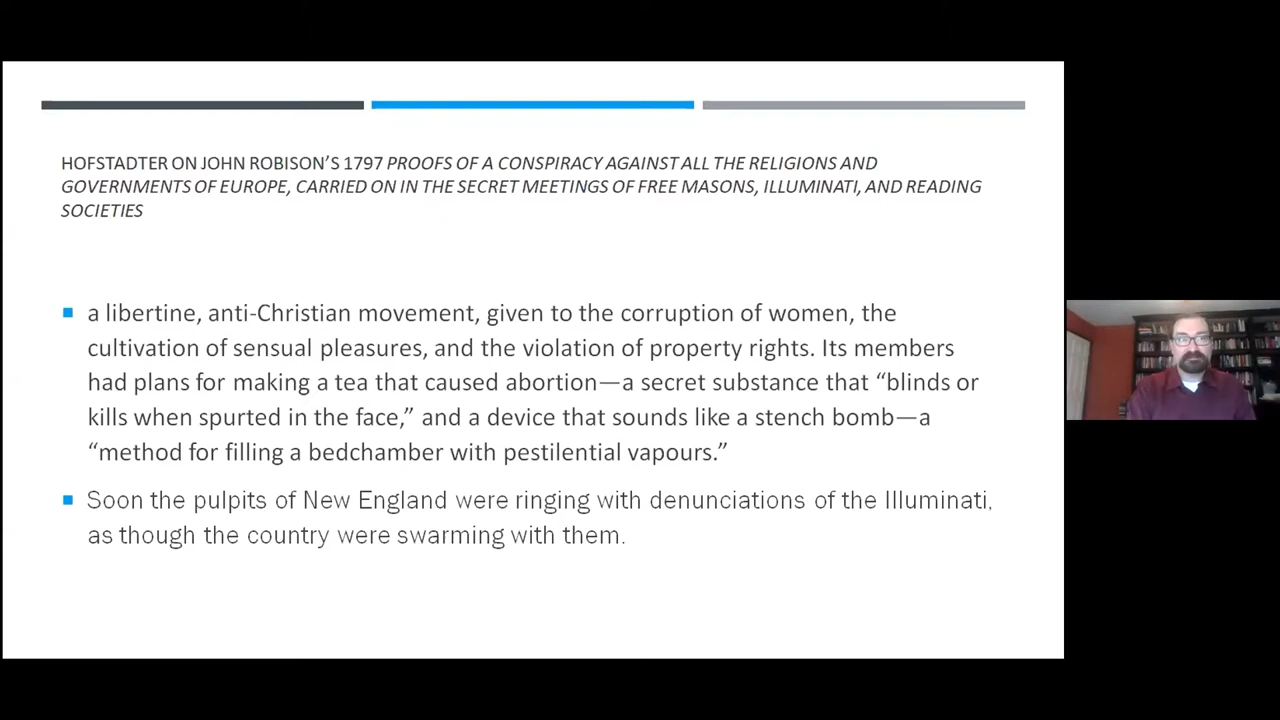 HOFSTADTER ON JOHN ROBISON’S 1797 PROOFS OF A CONSPIRACY AGAINST ALL THE RELIGIONS AND
GOVERNMENTS OF EUROPE, CARRIED ON IN THE SECRET MEETINGS OF FREE MASONS, ILLUMINATI, AND READING
SOCIETIES
a libertine, anti-Christian movement, given to the corruption of women, the
cultivation of sensual pleasures, and the violation of property rights. Its members
had plans for making a tea that caused abortion—a secret substance that “blinds or
kills when spurted in the face,” and a device that sounds like a stench bomb—a
“method for filling a bedchamber with pestilential vapours.”
Soon the pulpits of New England were ringing with denunciations of the Illuminati,
as though the country were swarming with them.